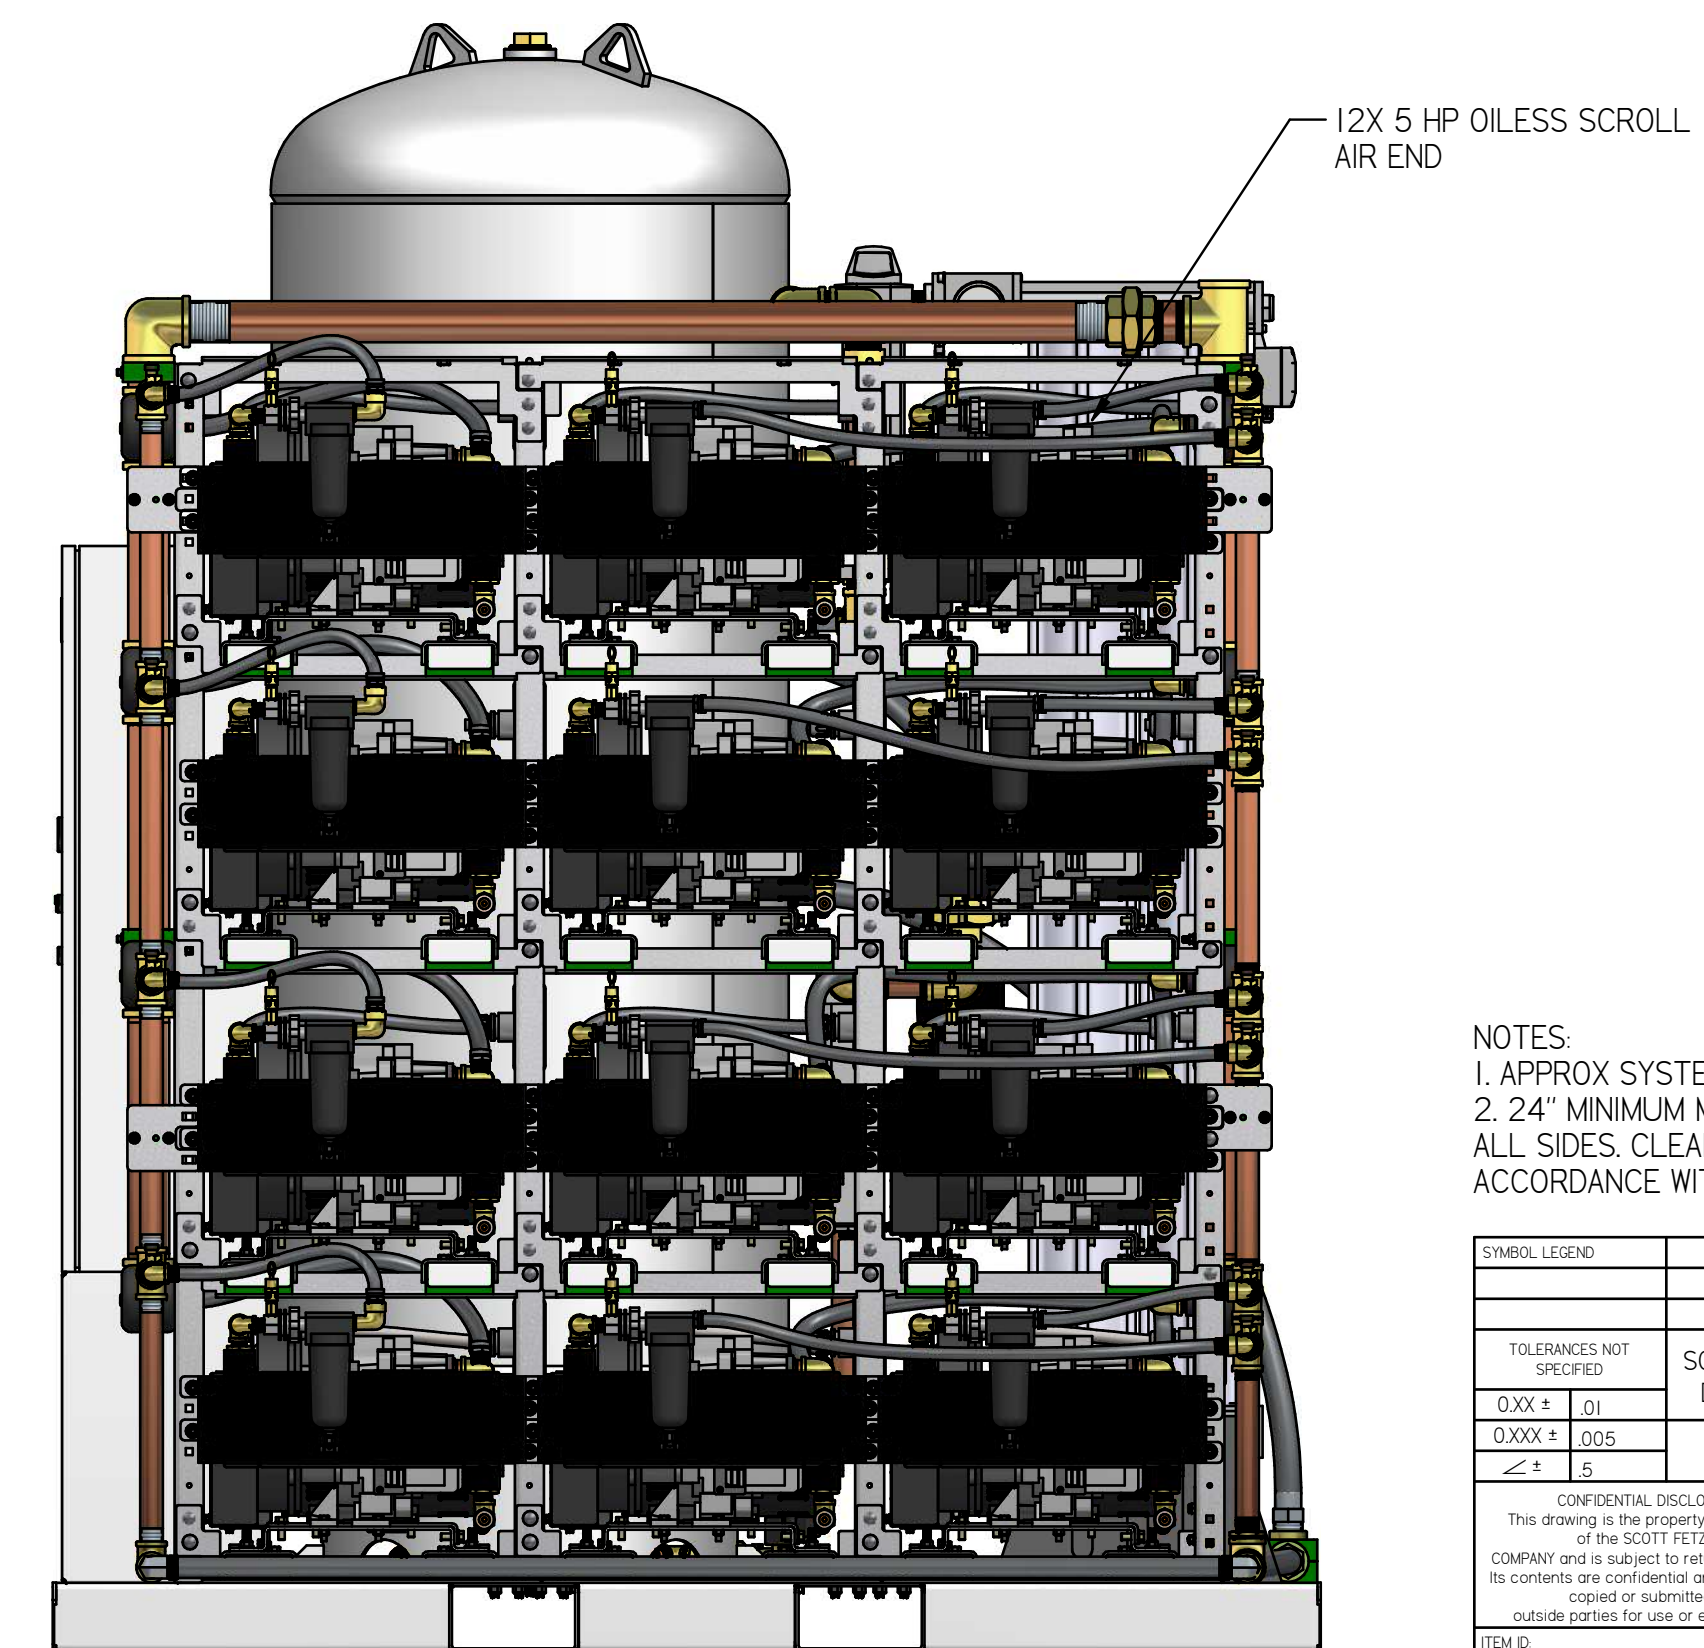 12X 5 HP OILESS SCROLL
AIR END
NOTES:
1. APPROX SYSTE
2. 24" MINIMUM M
ALL SIDES. CLEA
ACCORDANCE WIT
SYMBOL LEGEND
TOLERANCES NOT
SPECIFIED
0.XX ± .01
0.XXX ± .005
∠ ± .5
CONFIDENTIAL DISCLO
This drawing is the property
of the SCOTT FETZ
COMPANY and is subject to ret
Its contents are confidential a
copied or submitte
outside parties for use or e
ITEM ID: